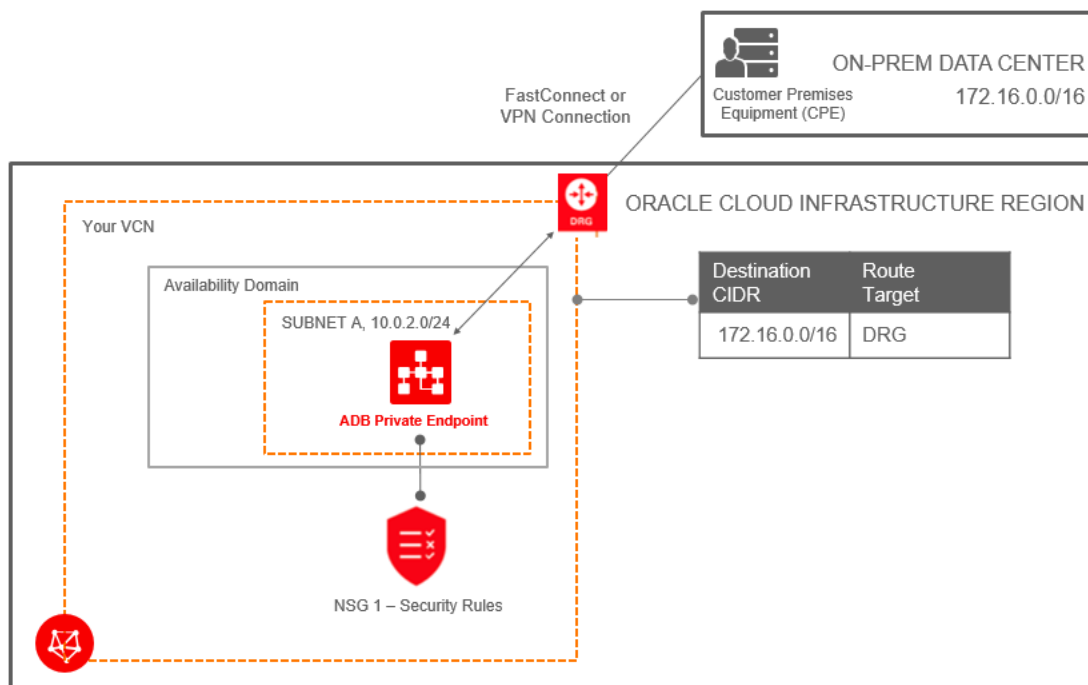 ON-PREM DATA CENTER
172.16.0.0/16
Customer Premises
Equipment (CPE)
FastConnect or
VPN Connection
DRG
ORACLE CLOUD INFRASTRUCTURE REGION
Your VCN
Availability Domain
SUBNET A, 10.0.2.0/24
ADB Private Endpoint
Destination CIDR Route Target
172.16.0.0/16 DRG
NSG 1 – Security Rules